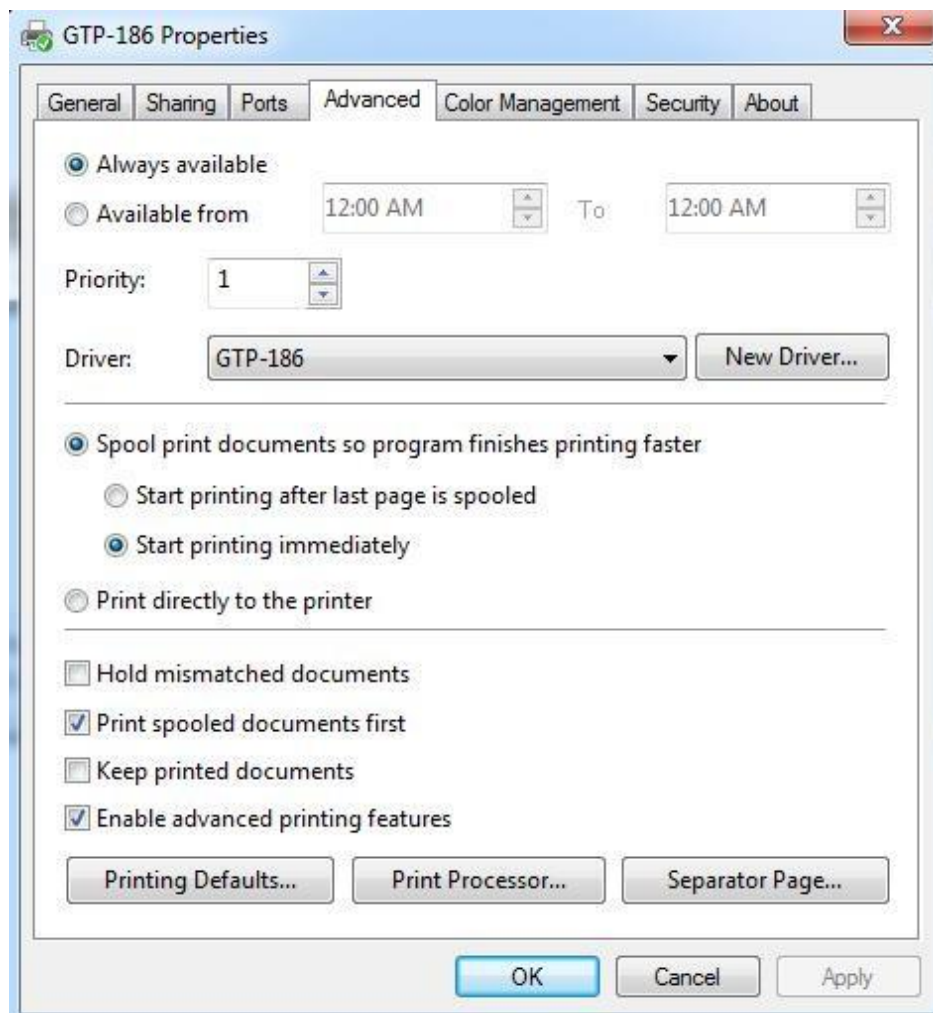 GTP-186 Properties
General Sharing Ports Advanced Color Management Security About
Always available
Available from 12:00 AM To 12:00 AM
Priority: 1
Driver: GTP-186 New Driver...
Spool print documents so program finishes printing faster
Start printing after last page is spooled
Start printing immediately
Print directly to the printer
Hold mismatched documents
Print spooled documents first
Keep printed documents
Enable advanced printing features
Printing Defaults... Print Processor... Separator Page...
OK Cancel Apply